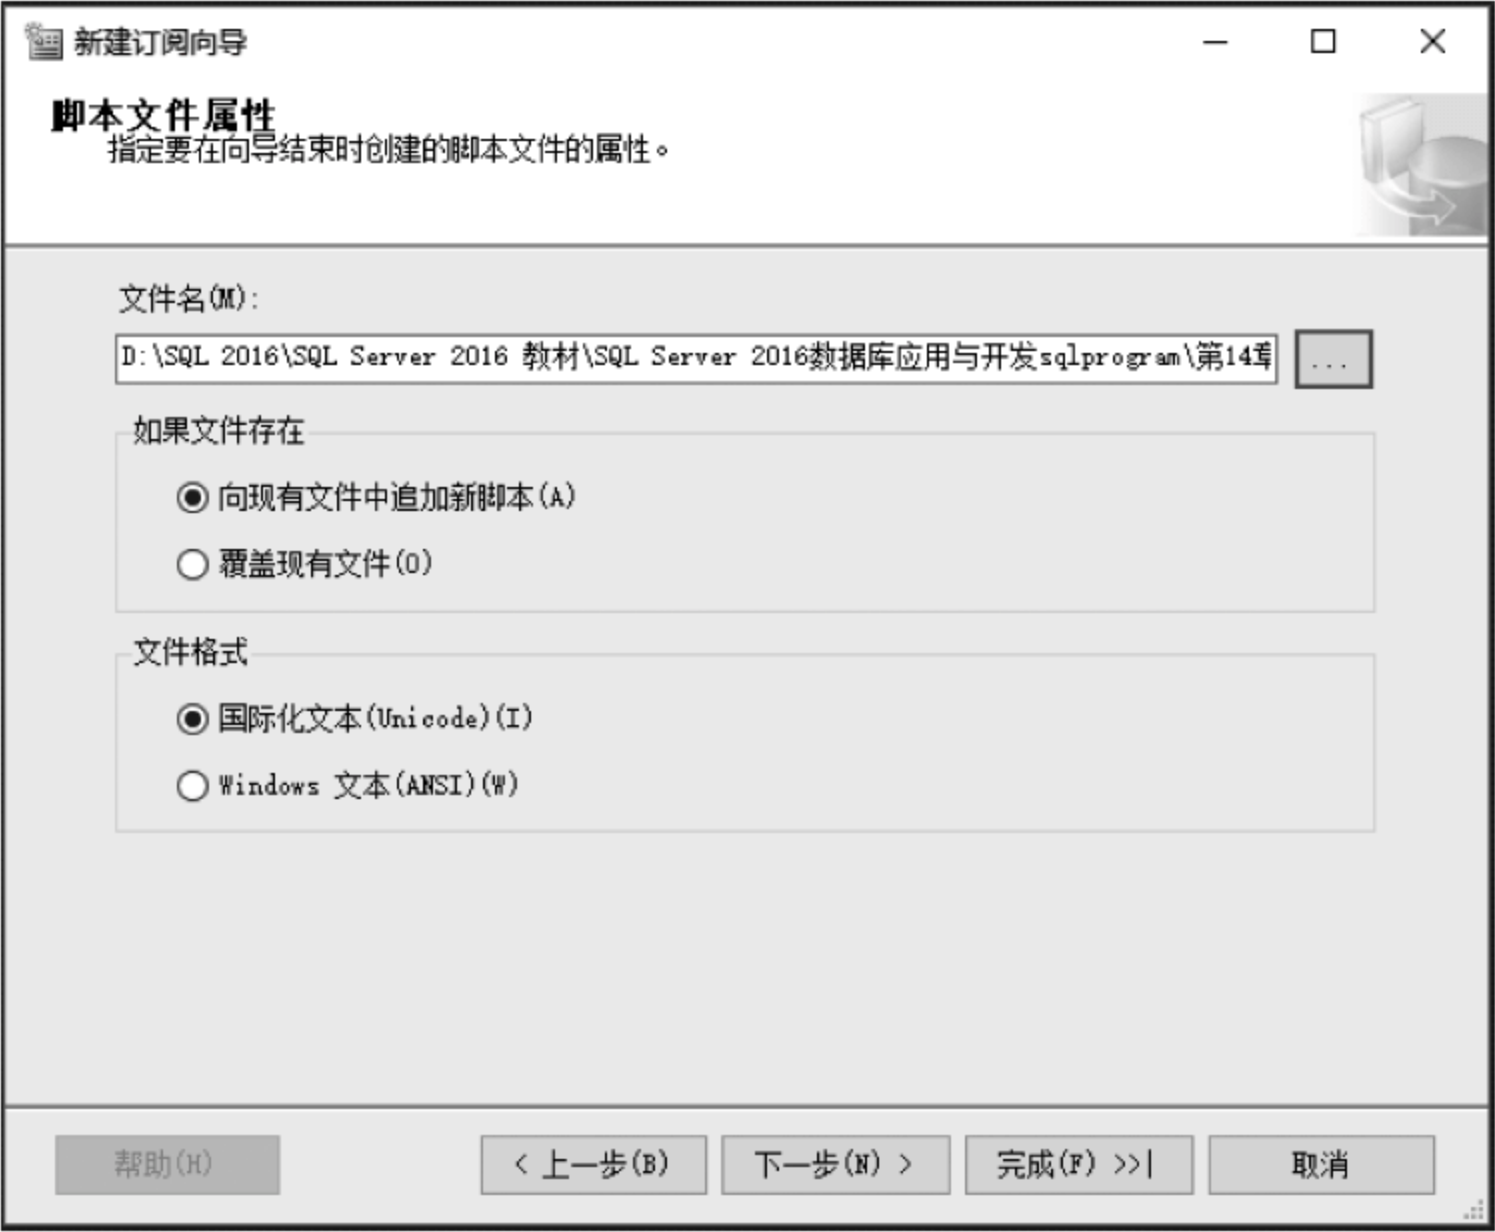 新建订阅向导
脚本文件属性
指定要在向导结束时创建的脚本文件的属性。
文件名(M):
D:\SQL 2016\SQL Server 2016 教材\SQL Server 2016数据库应用与开发sqlprogram\第14章
...
如果文件存在
向现有文件中追加新脚本(A)
覆盖现有文件(O)
文件格式
国际化文本(Unicode)(I)
Windows 文本(ANSI)(W)
帮助(H)
< 上一步(B)
下一步(N) >
完成(F) >>|
取消